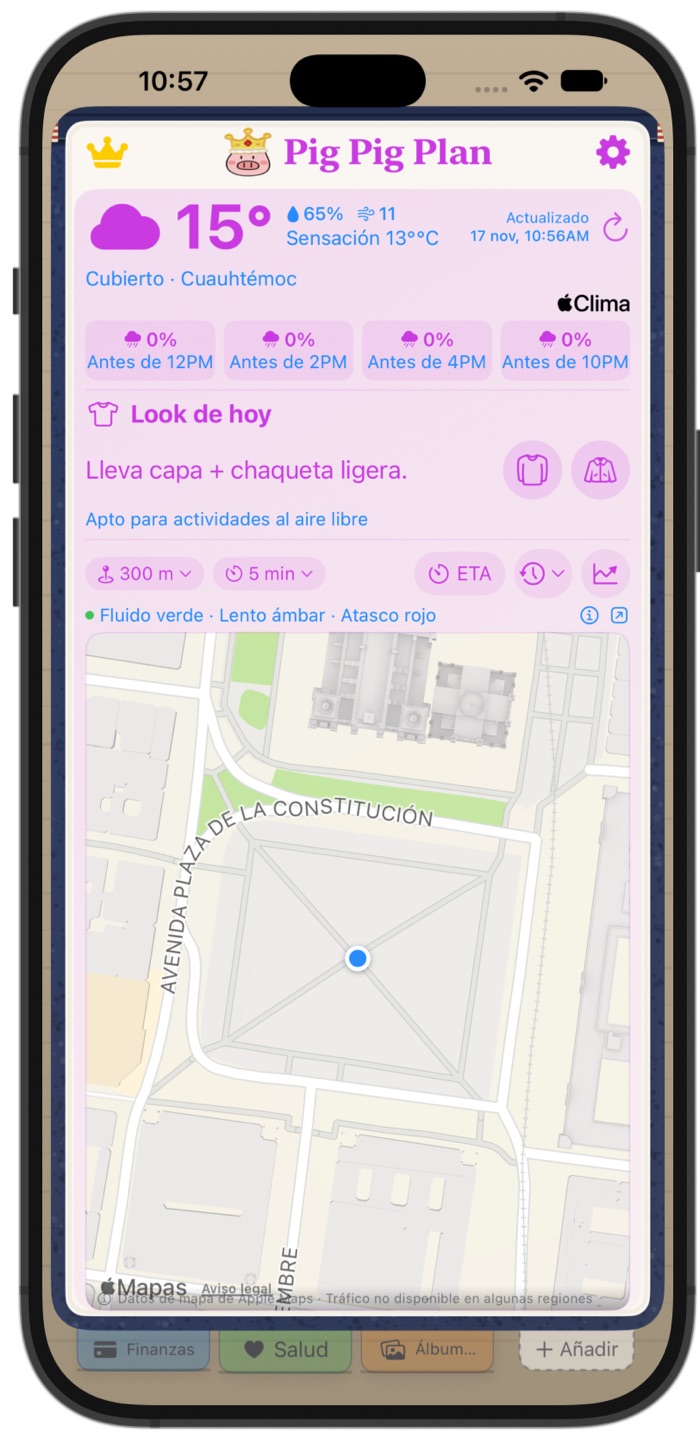 10:57
Pig Pig Plan
15°
65% 11
Sensación 13°°C
Actualizado
17 nov, 10:56AM
Cubierto · Cuauhtémoc
Clima
0%
Antes de 12PM
0%
Antes de 2PM
0%
Antes de 4PM
0%
Antes de 10PM
Look de hoy
Lleva capa + chaqueta ligera.
Apto para actividades al aire libre
300 m
5 min
ETA
Fluido verde · Lento ámbar · Atasco rojo
AVENIDA PLAZA DE LA CONSTITUCIÓN
EMBRE
Mapas Aviso legal
Datos de mapa de Apple Maps · Tráfico no disponible en algunas regiones
Finanzas
Salud
Álbum...
+ Añadir